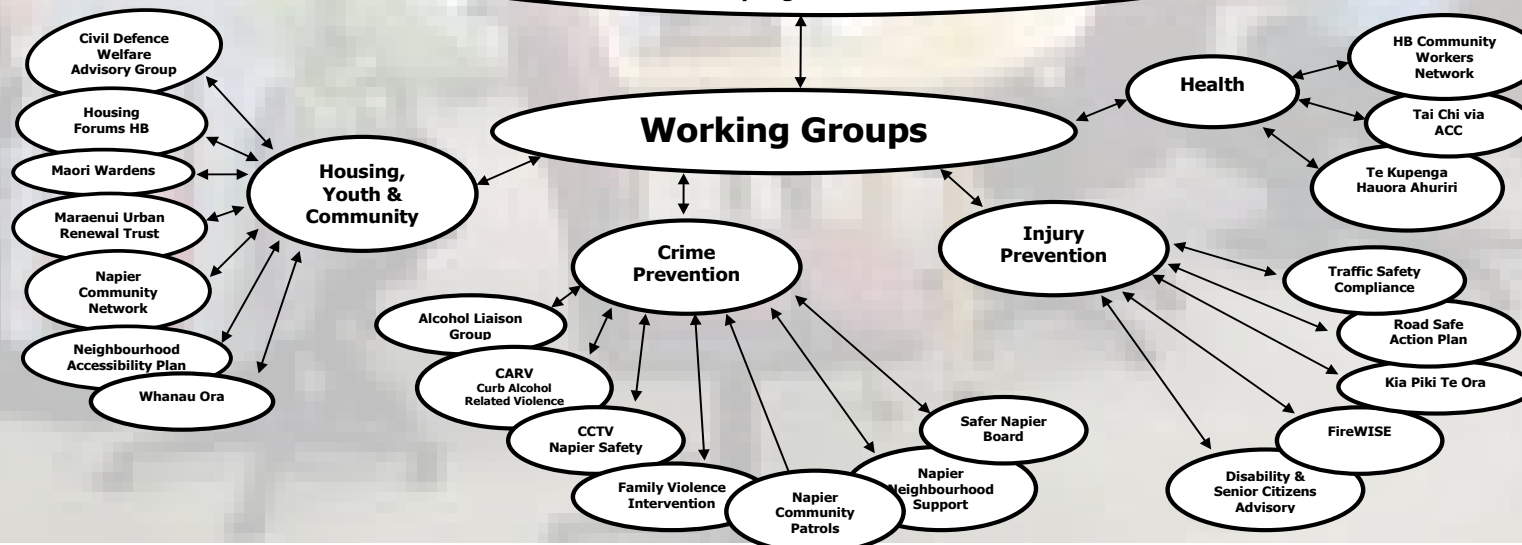 Working Groups
Housing,
Youth &
Community
Civil Defence
Welfare
Advisory Group
Housing
Forums HB
Maori Wardens
Maraenui Urban
Renewal Trust
Napier
Community
Network
Neighbourhood
Accessibility Plan
Whanau Ora
Crime
Prevention
Alcohol Liaison
Group
CARV
Curb Alcohol
Related Violence
CCTV
Napier Safety
Family Violence
Intervention
Napier
Community
Patrols
Napier
Neighbourhood
Support
Safer Napier
Board
Injury
Prevention
Traffic Safety
Compliance
Road Safe
Action Plan
Kia Piki Te Ora
FireWISE
Disability &
Senior Citizens
Advisory
Health
HB Community
Workers
Network
Tai Chi via
ACC
Te Kupenga
Hauora Ahuriri